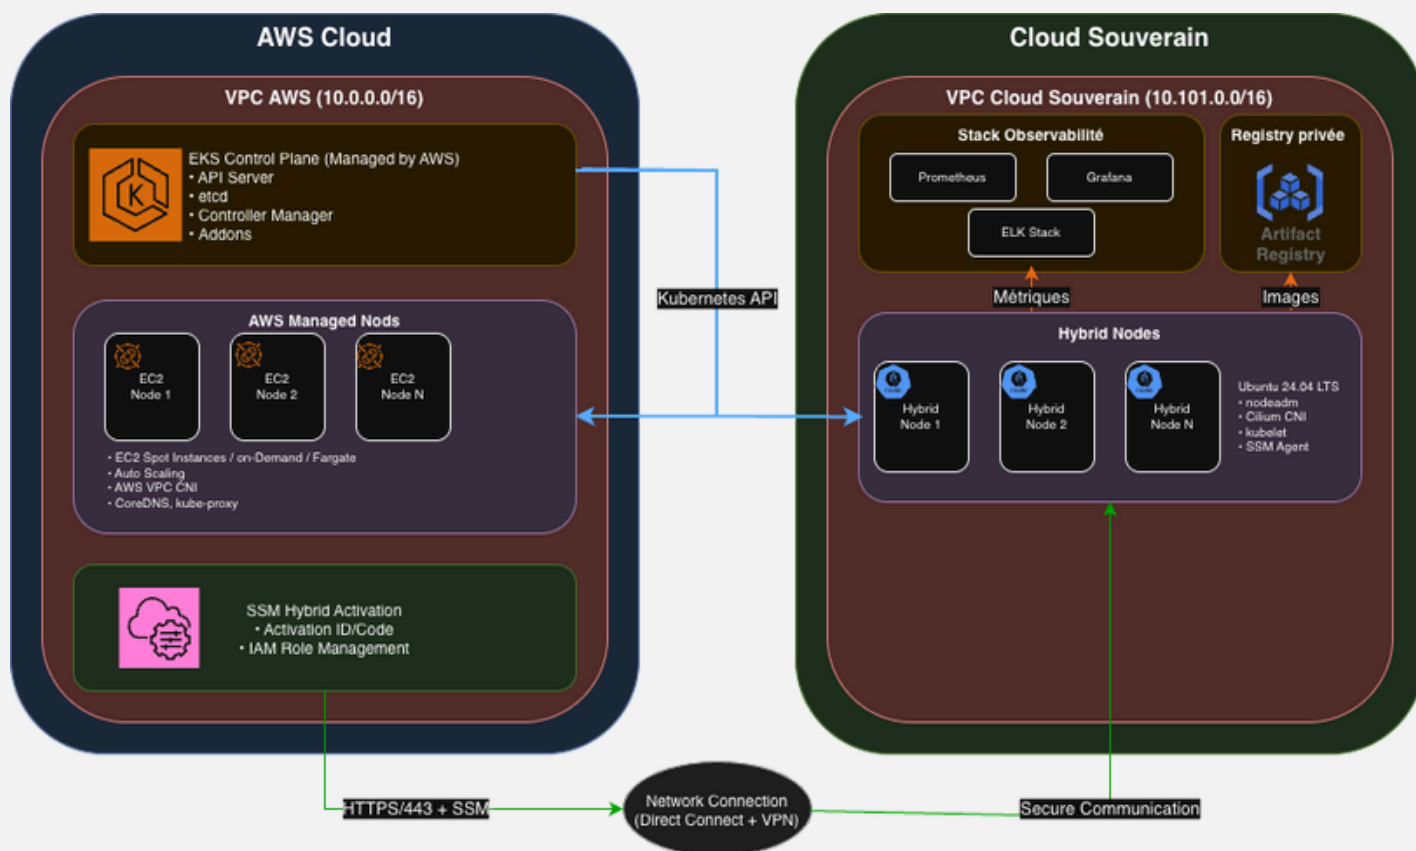 AWS Cloud
VPC AWS (10.0.0.0/16)
EKS Control Plane (Managed by AWS)
• API Server
• etcd
• Controller Manager
• Addons
AWS Managed Nods
EC2
Node 1
EC2
Node 2
EC2
Node N
• EC2 Spot Instances / on-Demand / Fargate
• Auto Scaling
• AWS VPC CNI
• CoreDNS, kube-proxy
SSM Hybrid Activation
• Activation ID/Code
• IAM Role Management
Kubernetes API
Cloud Souverain
VPC Cloud Souverain (10.101.0.0/16)
Stack Observabilité
Prometheus
Grafana
ELK Stack
Registry privée
Artifact
Registry
Métriques
Images
Hybrid Nodes
Hybrid
Node 1
Hybrid
Node 2
Hybrid
Node N
Ubuntu 24.04 LTS
• nodeadm
• Cilium CNI
• kubelet
• SSM Agent
HTTPS/443 + SSM
Network Connection
(Direct Connect + VPN)
Secure Communication